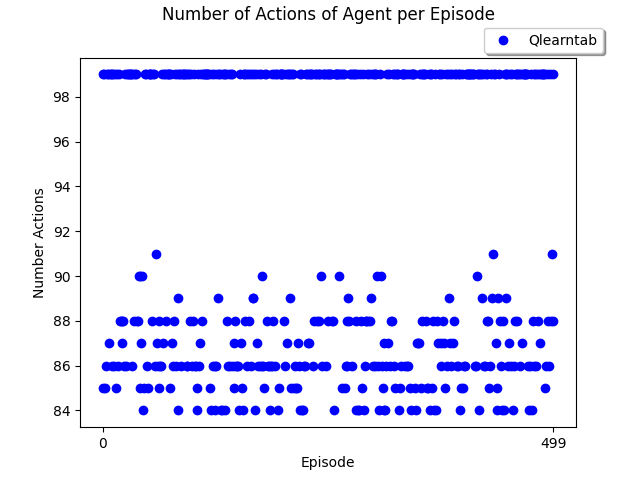 Number of Actions of Agent per Episode
Qlearntab
98
96
94
92
90
88
86
84
Number Actions
0
499
Episode